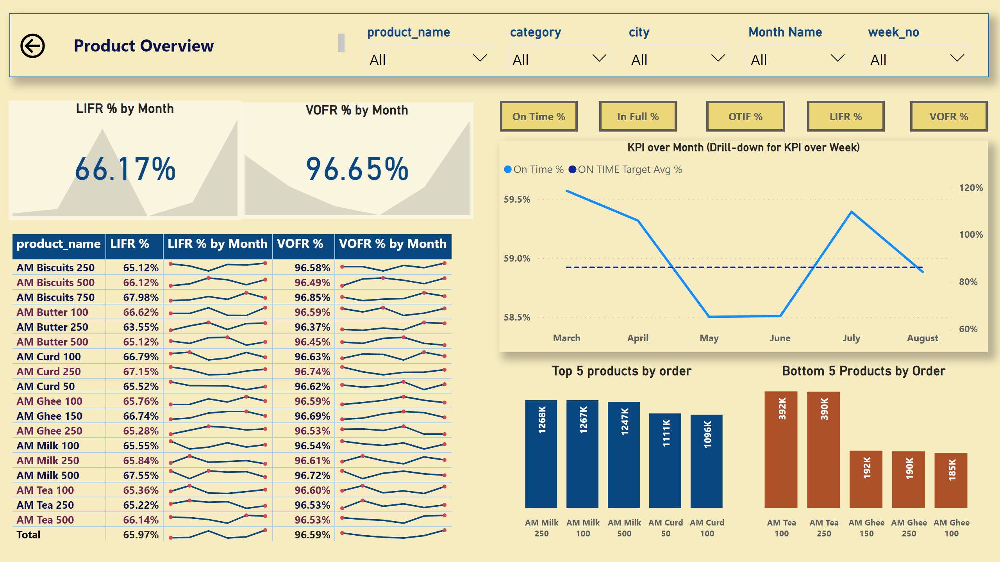 Product Overview
product_name category city Month Name week_no
All All All All All
LIFR % by Month
66.17%
VOFR % by Month
96.65%
On Time % In Full % OTIF % LIFR % VOFR %
product_name LIFR % LIFR % by Month VOFR % VOFR % by Month
AM Biscuits 250 65.12% 96.58%
AM Biscuits 500 66.12% 96.49%
AM Biscuits 750 67.98% 96.85%
AM Butter 100 66.62% 96.59%
AM Butter 250 63.55% 96.37%
AM Butter 500 65.12% 96.45%
AM Curd 100 66.79% 96.63%
AM Curd 250 67.15% 96.74%
AM Curd 50 65.52% 96.62%
AM Ghee 100 65.76% 96.59%
AM Ghee 150 66.74% 96.69%
AM Ghee 250 65.28% 96.53%
AM Milk 100 65.55% 96.54%
AM Milk 250 65.84% 96.61%
AM Milk 500 67.55% 96.72%
AM Tea 100 65.36% 96.60%
AM Tea 250 65.22% 96.53%
AM Tea 500 66.14% 96.53%
Total 65.97% 96.59%
KPI over Month (Drill-down for KPI over Week)
On Time % ON TIME Target Avg %
120%
59.5%
100%
59.0%
80%
58.5%
60%
March April May June July August
Top 5 products by order
1268K 1267K 1247K 1111K 1096K
AM Milk AM Milk AM Milk AM Curd AM Curd
250 100 500 50 100
Bottom 5 Products by Order
392K 390K 192K 190K 185K
AM Tea AM Tea AM Ghee AM Ghee AM Ghee
100 250 150 250 100